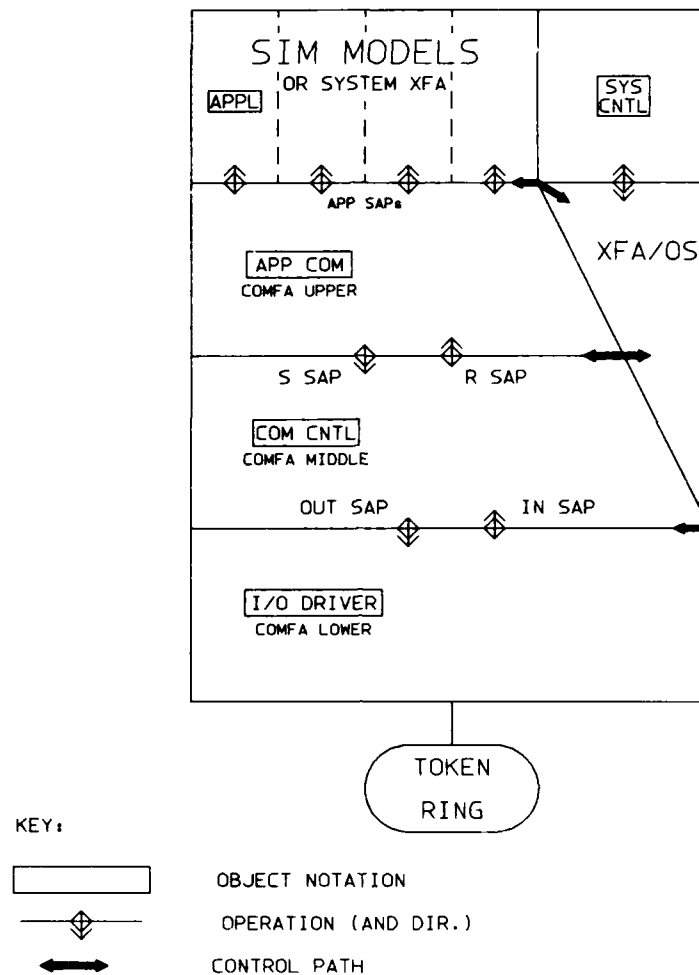 SIM MODELS
OR SYSTEM XFA
APPL
SYS
CNTL
APP SAPs
XFA/OS
APP COM
COMFA UPPER
S SAP
R SAP
COM CNTL
COMFA MIDDLE
OUT SAP
IN SAP
I/O DRIVER
COMFA LOWER
TOKEN
RING
KEY:
OBJECT NOTATION
OPERATION (AND DIR.)
CONTROL PATH